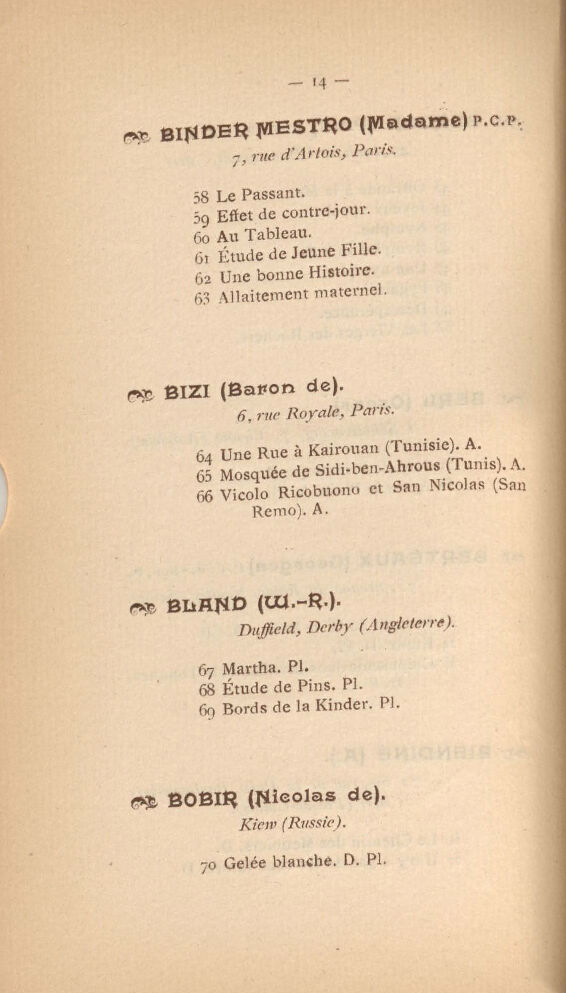 — 14 —
BINDER MESTRO (Madame) P.C.P.
7, rue d'Artois, Paris.
58 Le Passant.
59 Effet de contre-jour.
60 Au Tableau.
61 Étude de Jeune Fille.
62 Une bonne Histoire.
63 Allaitement maternel.
BIZI (Baron de).
6, rue Royale, Paris.
64 Une Rue à Kairouan (Tunisie). A.
65 Mosquée de Sidi-ben-Ahrous (Tunis). A.
66 Vicolo Ricobuono et San Nicolas (San
Remo). A.
BLAND (W.-R.).
Duffield, Derby (Angleterre).
67 Martha. Pl.
68 Étude de Pins. Pl.
69 Bords de la Kinder. Pl.
BOBIR (Nicolas de).
Kiew (Russie).
70 Gelée blanche. D. Pl.